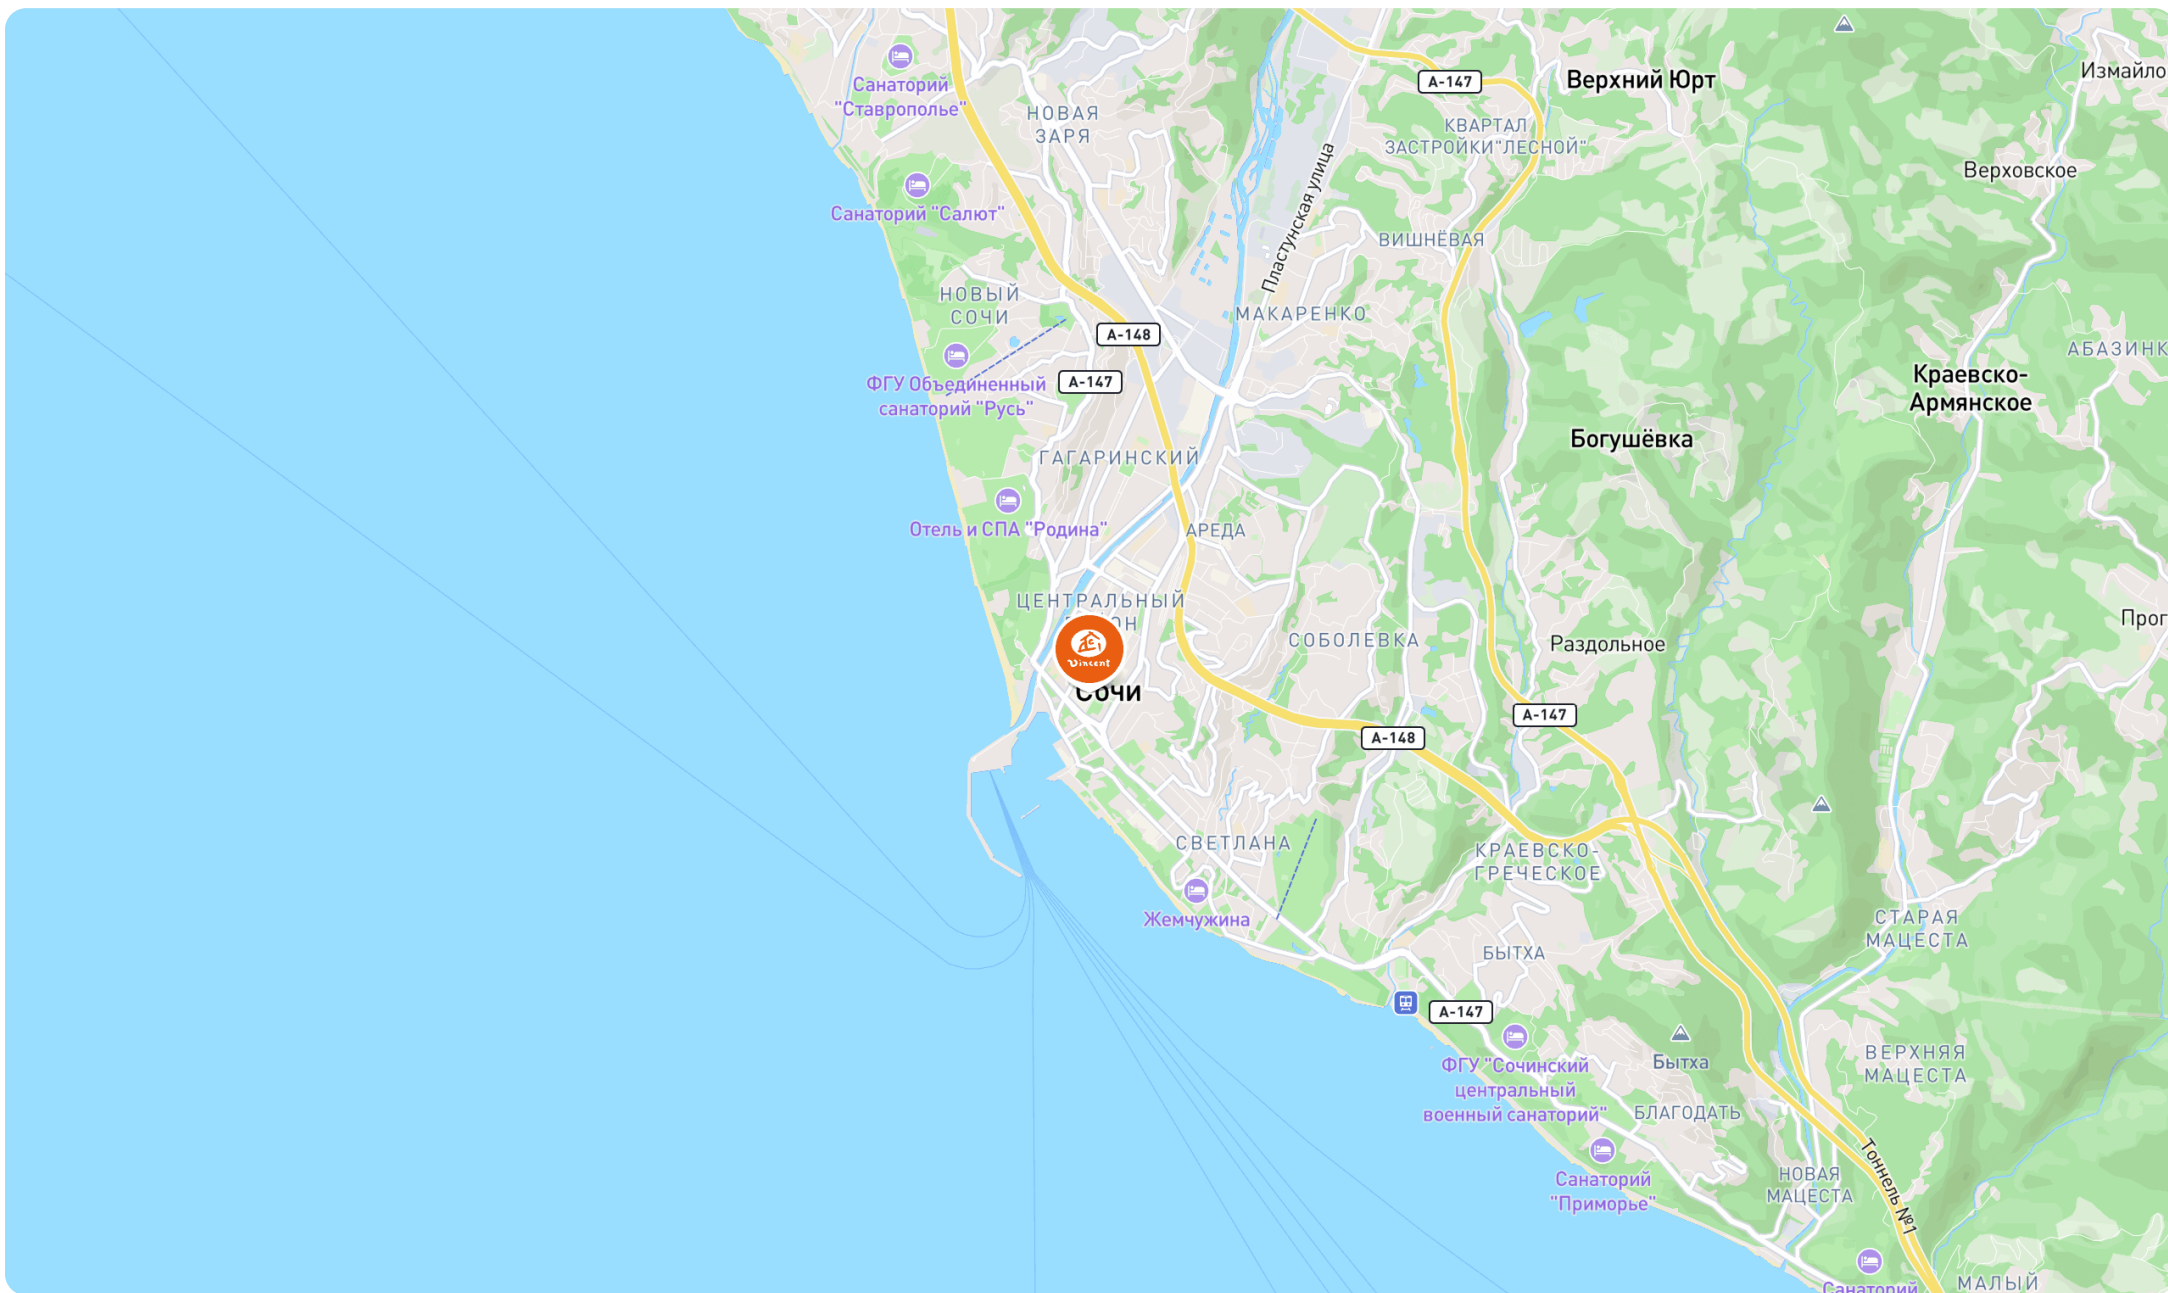 Санаторий
"Ставрополье"
НОВАЯ
ЗАРЯ
А-147
Верхний Юрт
Измайло
КВАРТАЛ
ЗАСТРОЙКИ"ЛЕСНОЙ"
Верховское
Санаторий "Салют"
Пластунская улица
ВИШНЁВАЯ
НОВЫЙ
СОЧИ
МАКАРЕНКО
А-148
АБАЗИНК
А-147
ФГУ Объединенный
санаторий "Русь"
Краевско-
Армянское
Богушёвка
ГАГАРИНСКИЙ
Отель и СПА "Родина"
АРЕДА
ЦЕНТРАЛЬНЫЙ
ОН
Vincent
Сочи
СОБОЛЕВКА
Раздольное
Прог
А-147
А-148
СВЕТЛАНА
КРАЕВСКО-
ГРЕЧЕСКОЕ
Жемчужина
СТАРАЯ
МАЦЕСТА
БЫТХА
А-147
ФГУ "Сочинский
центральный
военный санаторий"
Бытха
ВЕРХНЯЯ
МАЦЕСТА
БЛАГОДАТЬ
Санаторий
"Приморье"
НОВАЯ
МАЦЕСТА
Тоннель №1
Санаторий
МАЛЫЙ